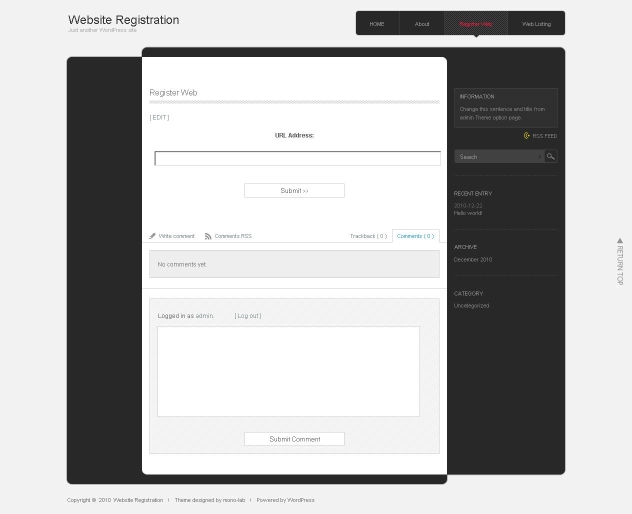 Website Registration
Just another WordPress site
HOME
About
Register Web
Web Listing
Register Web
[ EDIT ]
URL Address:
Submit >>
Write comment
Comments RSS
Trackback ( 0 )
Comments ( 0 )
No comments yet.
Logged in as admin.
[ Log out ]
Submit Comment
INFORMATION
Change this sentence and title from
admin Theme option page.
RSS FEED
Search
RECENT ENTRY
2010-12-22
Hello world!
ARCHIVE
December 2010
CATEGORY
Uncategorized
RETURN TOP
Copyright © 2010 Website Registration | Theme designed by mono-lab | Powered by WordPress